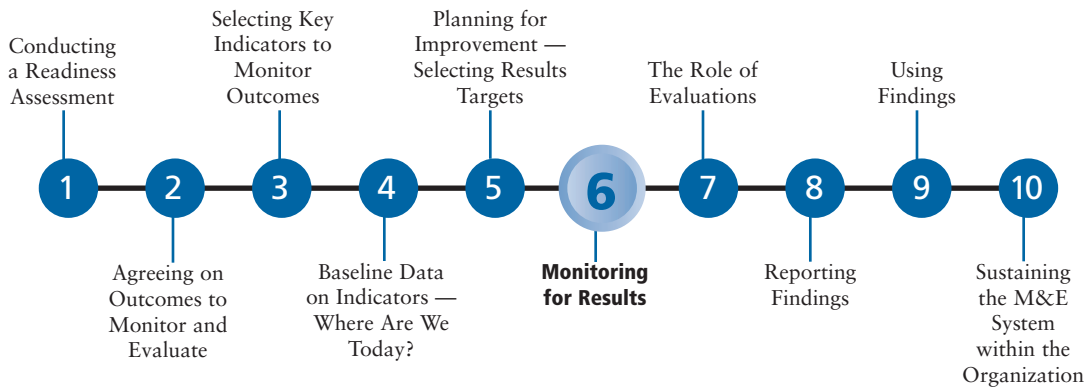 Conducting
a Readiness
Assessment
1
Agreeing on
Outcomes to
Monitor and
Evaluate
2
Selecting Key
Indicators to
Monitor
Outcomes
3
Baseline Data
on Indicators —
Where Are We
Today?
4
Planning for
Improvement —
Selecting Results
Targets
5
Monitoring
for Results
6
The Role of
Evaluations
7
Reporting
Findings
8
Using
Findings
9
Sustaining
the M&E
System
within the
Organization
10